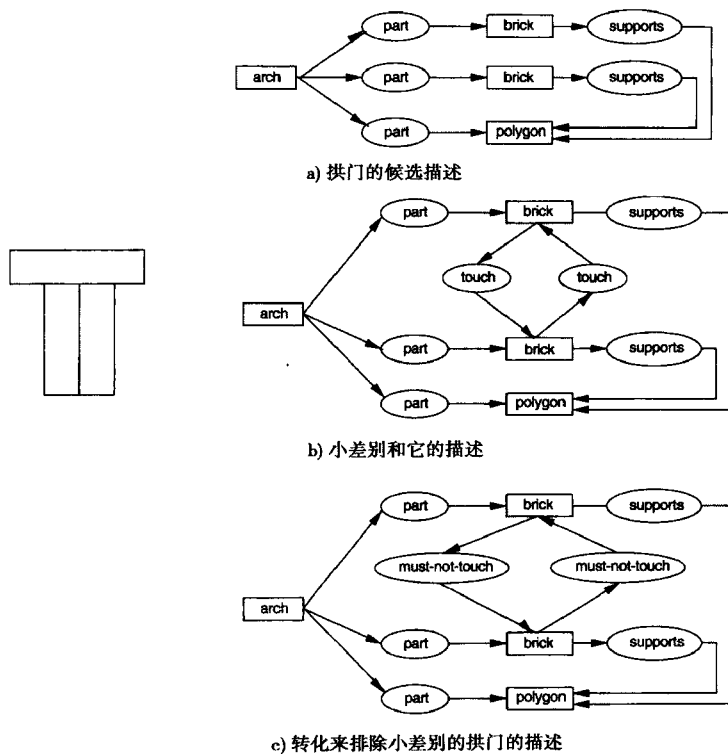 part brick supports
arch part brick supports
part polygon
a) 拱门的候选描述
part brick supports
touch touch
arch
part brick supports
part polygon
b) 小差别和它的描述
part brick supports
must-not-touch must-not-touch
arch
part brick supports
part polygon
c) 转化来排除小差别的拱门的描述